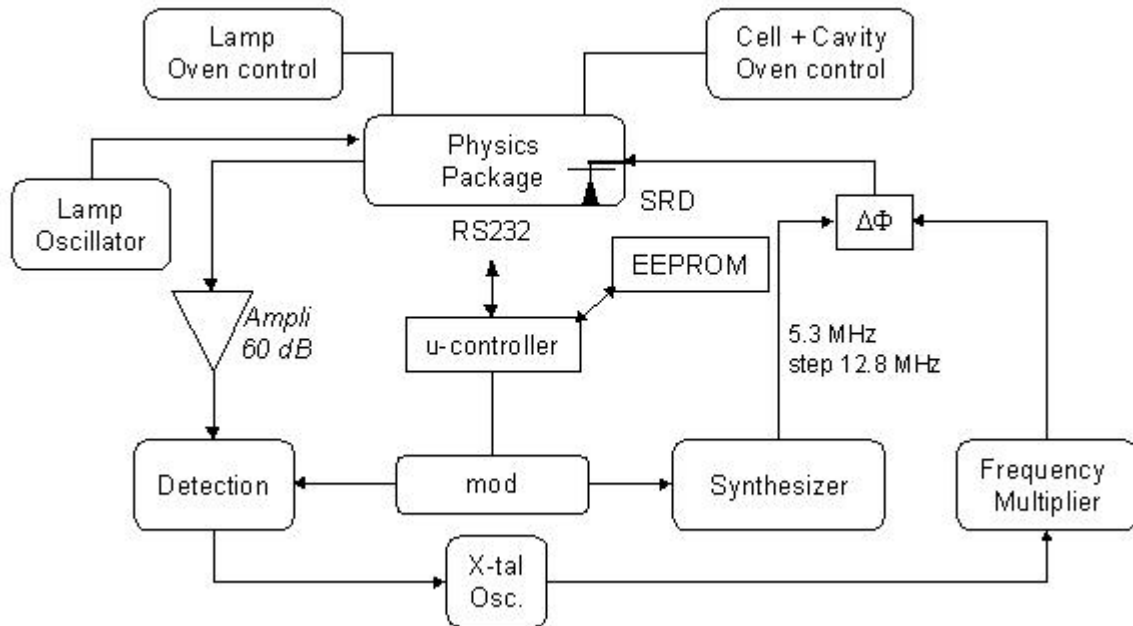 Lamp
Oven control
Cell + Cavity
Oven control
Physics
Package
Lamp
Oscillator
SRD
ΔΦ
RS232
EEPROM
Ampli
60 dB
u-controller
5.3 MHz
step 12.8 MHz
Detection
mod
Synthesizer
Frequency
Multiplier
X-tal
Osc.